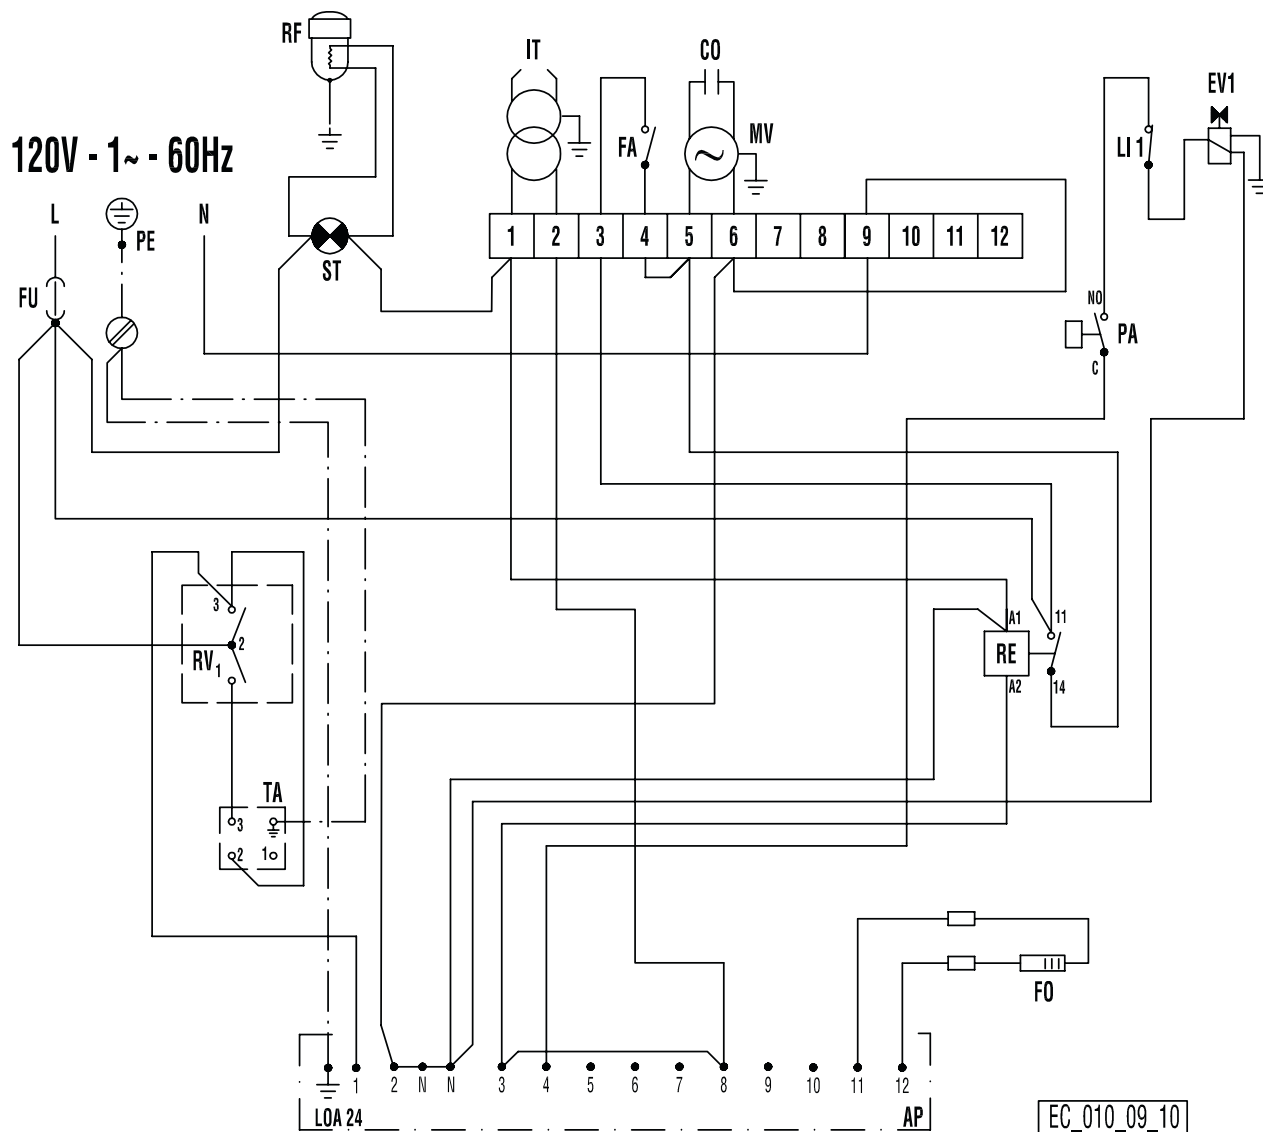 RF
IT
CO
EV1
120V - 1~ - 60Hz
FA
MV
LI 1
L
PE
N
ST
1 2 3 4 5 6 7 8 9 10 11 12
FU
NO
PA
C
3
2
RV
1
A1
11
RE
A2
14
TA
3
2
1
FO
1 2 N N 3 4 5 6 7 8 9 10 11 12
LOA 24
AP
EC_010_09_10